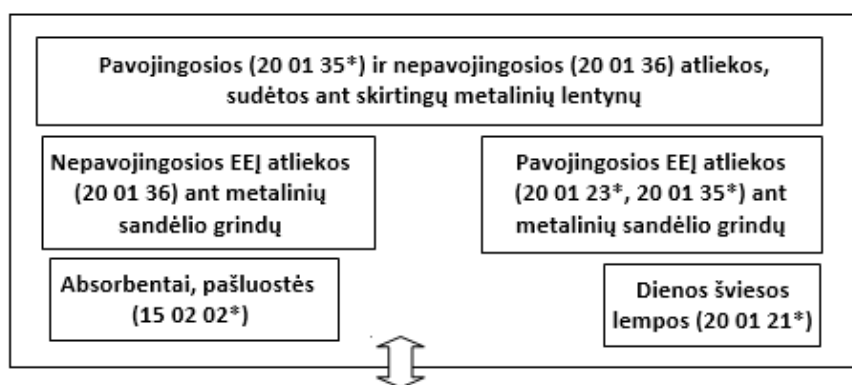 Pavojingosios (20 01 35*) ir nepavojingosios (20 01 36) atliekos,
sudėtos ant skirtingų metalinių lentynų
Nepavojingosios EEĮ atliekos
(20 01 36) ant metalinių
sandėlio grindų
Pavojingosios EEĮ atliekos
(20 01 23*, 20 01 35*) ant
metalinių sandėlio grindų
Absorbentai, pašluostės
(15 02 02*)
Dienos šviesos
lempos (20 01 21*)